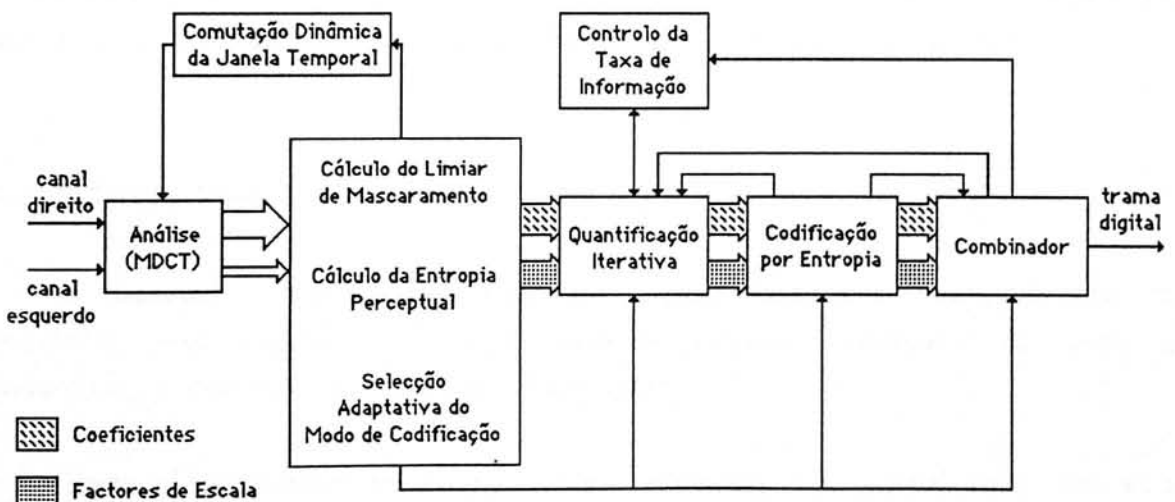 Comutação Dinâmica
da Janela Temporal
Controlo da
Taxa de
Informação
canal
direito
canal
esquerdo
Análise
(MDCT)
Cálculo do Limiar
de Mascaramento
Cálculo da Entropia
Perceptual
Selecção
Adaptativa do
Modo de Codificação
Quantificação
Iterativa
Codificação
por Entropia
Combinador
trama
digital
Coeficientes
Factores de Escala